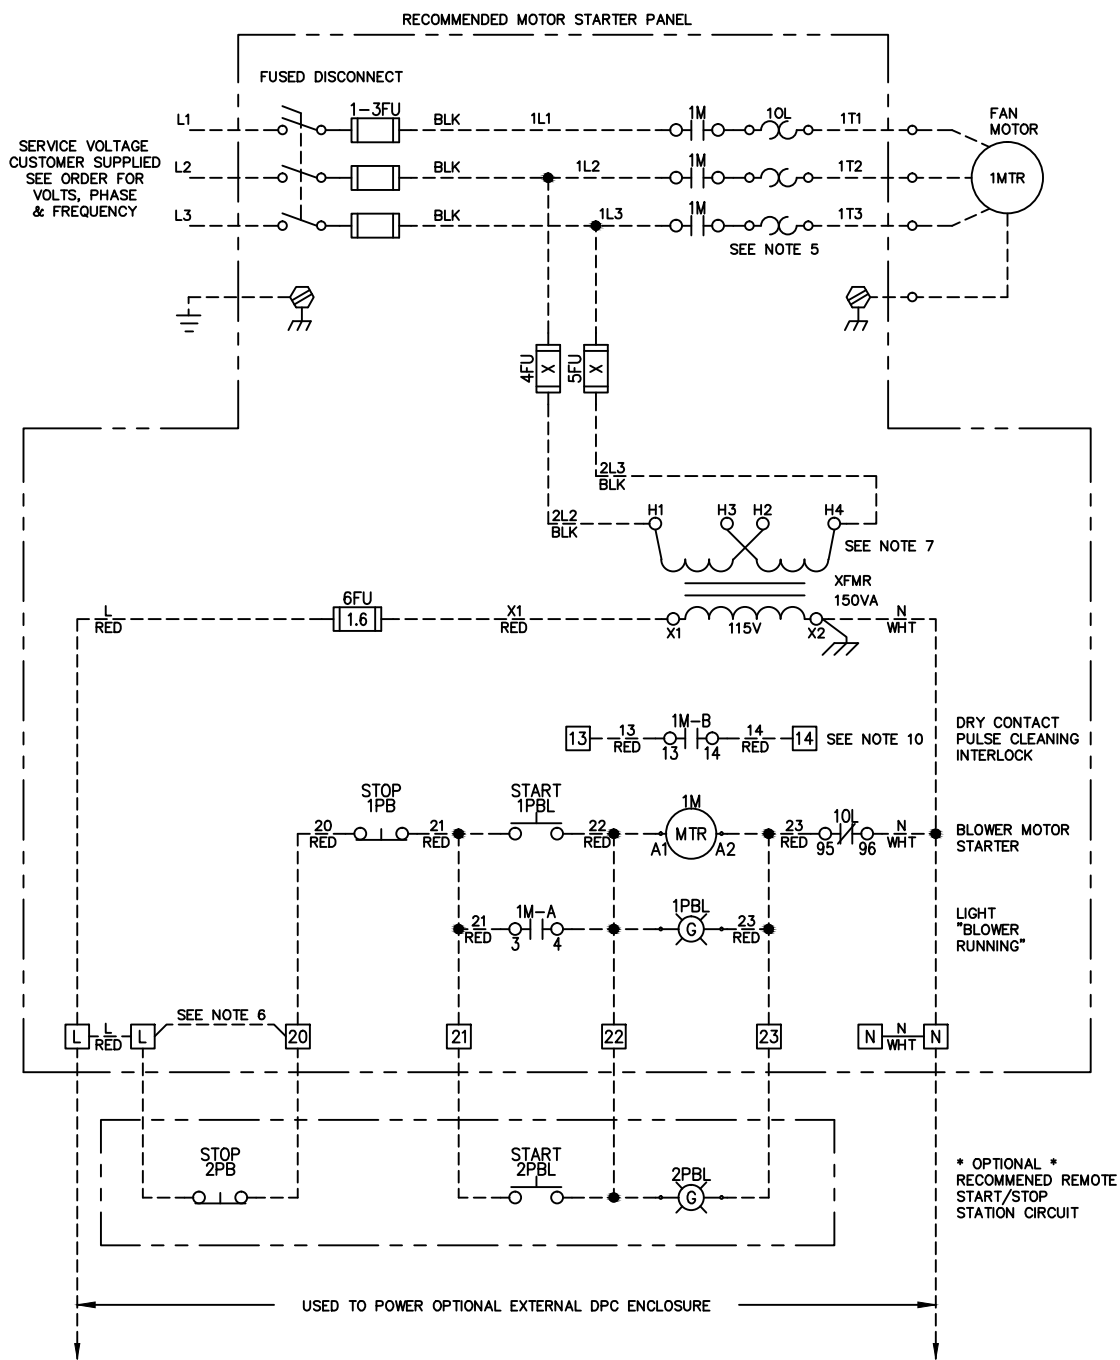 RECOMMENDED MOTOR STARTER PANEL
FUSED DISCONNECT
L1
1-3FU
BLK
1L1
1M
1OL
1T1
FAN
MOTOR
SERVICE VOLTAGE
CUSTOMER SUPPLIED
SEE ORDER FOR
VOLTS, PHASE
& FREQUENCY
L2
BLK
1L2
1M
1T2
1MTR
L3
BLK
1L3
1M
1T3
SEE NOTE 5
4FU
X
5FU
X
2L3
BLK
2L2
BLK
H1
H3
H2
H4
SEE NOTE 7
XFMR
150VA
L
RED
6FU
1.6
X1
RED
X1
115V
X2
N
WHT
13
13
RED
1M-B
13
14
14
RED
14
SEE NOTE 10
DRY CONTACT
PULSE CLEANING
INTERLOCK
20
RED
STOP
1PB
21
RED
START
1PBL
22
RED
1M
MTR
A1
A2
23
RED
1OL
95
96
N
WHT
BLOWER MOTOR
STARTER
21
RED
1M-A
3
4
1PBL
G
23
RED
LIGHT
"BLOWER
RUNNING"
L
L
RED
L
SEE NOTE 6
20
21
22
23
N
N
WHT
N
STOP
2PB
START
2PBL
2PBL
G
* OPTIONAL *
RECOMMENED REMOTE
START/STOP
STATION CIRCUIT
USED TO POWER OPTIONAL EXTERNAL DPC ENCLOSURE